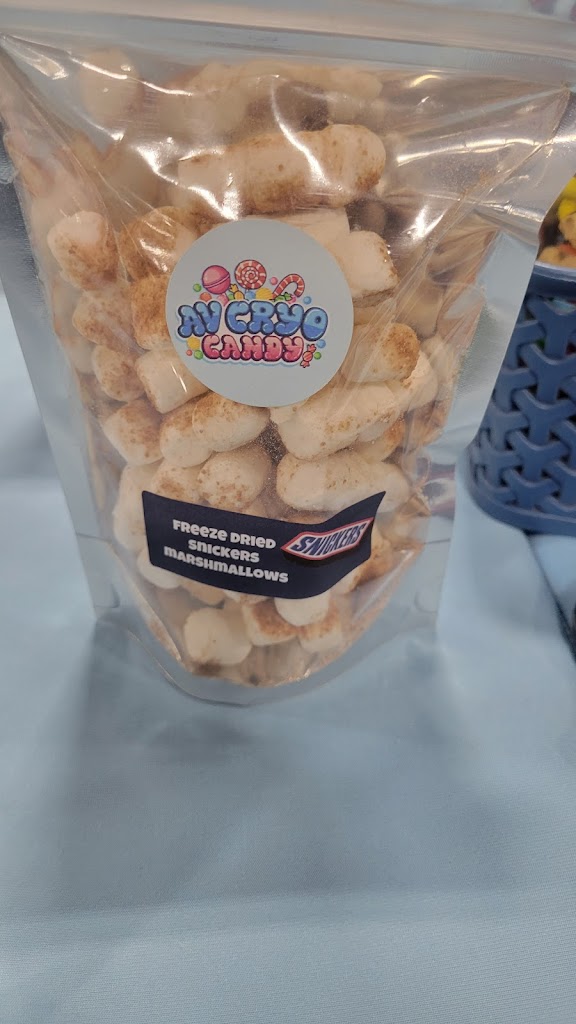 AV CRYO
CANDY
FREEZE DRIED
SNICKERS
MARSHMALLOWS
SNICKERS